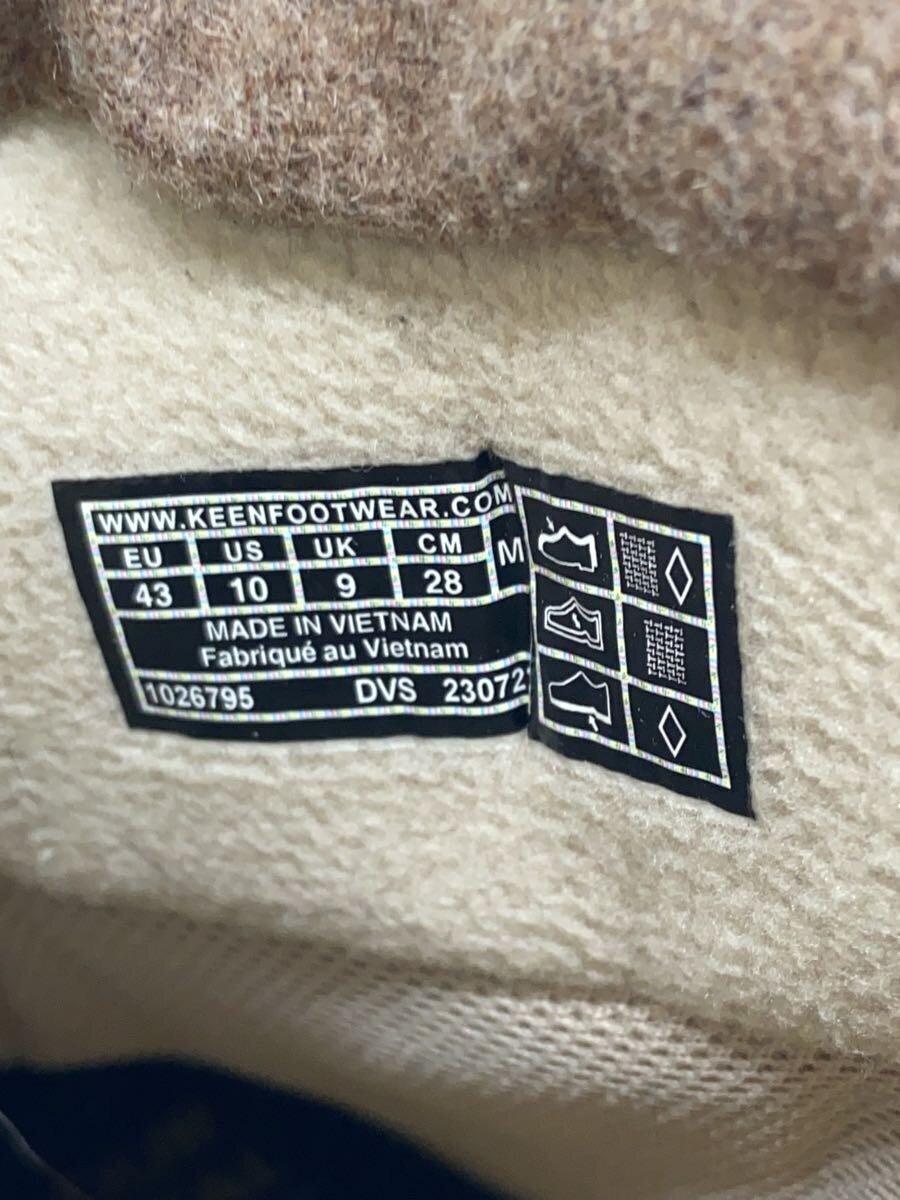 WWW.KEENFOOTWEAR.COM
EU US UK CM M
43 10 9 28
MADE IN VIETNAM
Fabriqué au Vietnam
1026795 DVS